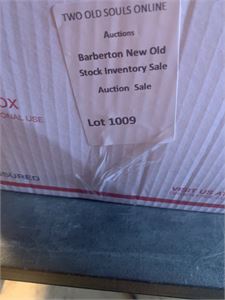 TWO OLD SOULS ONLINE
Auctions
Barberton New Old
Stock Inventory Sale
Auction Sale
Lot 1009
OX
ONAL USE
SURED
VISIT US AT